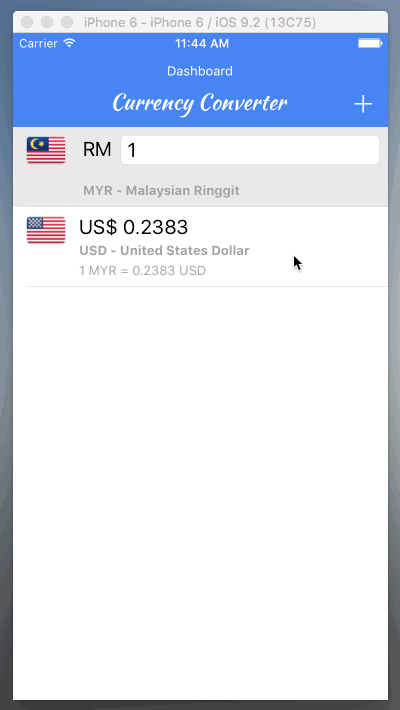 iPhone 6 - iPhone 6 / iOS 9.2 (13C75)
Carrier 11:44 AM
Dashboard
Currency Converter
RM 1
MYR - Malaysian Ringgit
US$ 0.2383
USD - United States Dollar
1 MYR = 0.2383 USD